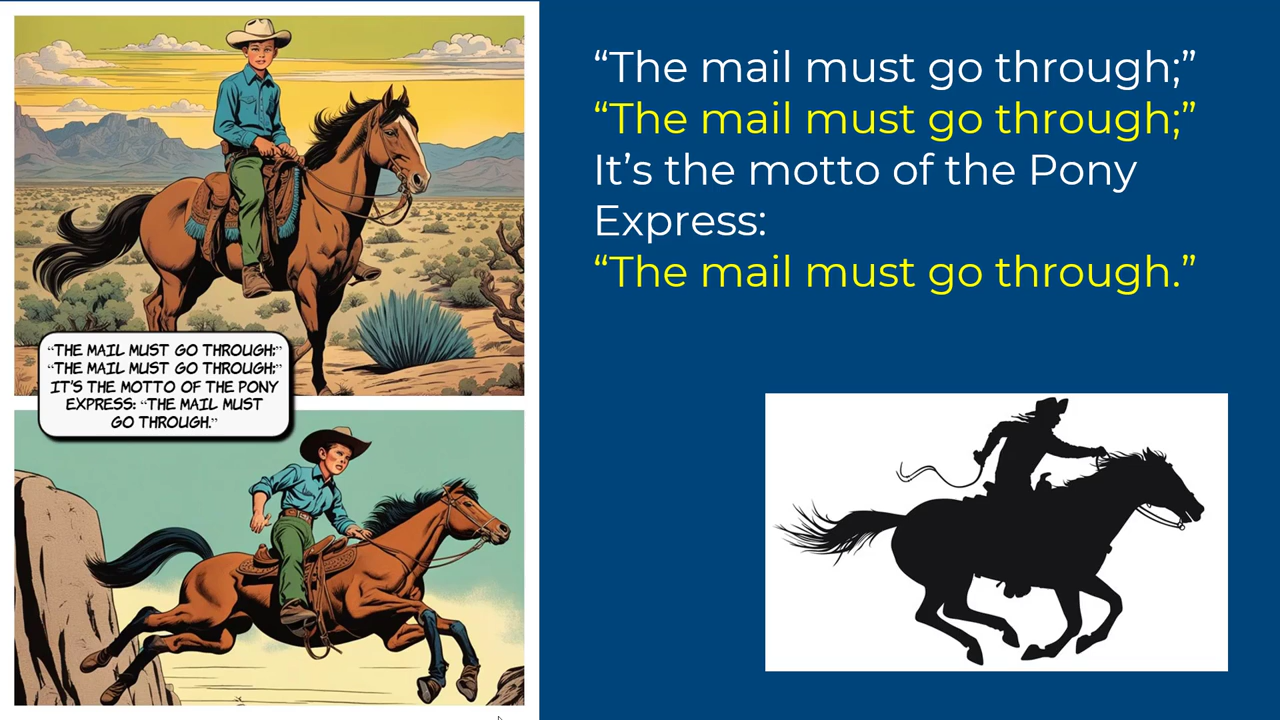 “THE MAIL MUST GO THROUGH;”
“THE MAIL MUST GO THROUGH;”
IT’S THE MOTTO OF THE PONY
EXPRESS: “THE MAIL MUST
GO THROUGH.”
“The mail must go through;”
“The mail must go through;”
It’s the motto of the Pony
Express:
“The mail must go through.”